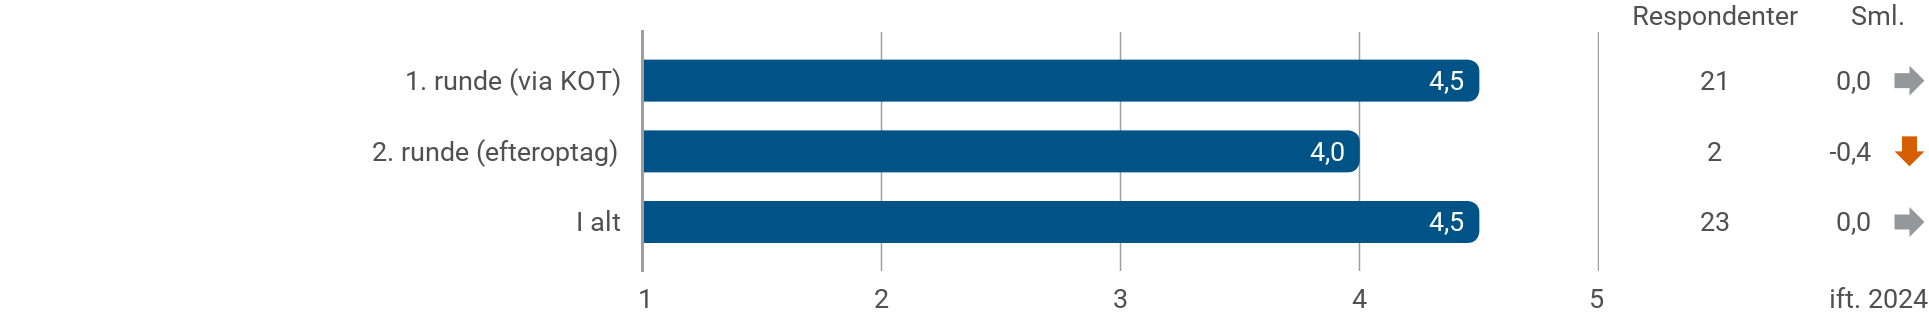 Respondenter Sml.
1. runde (via KOT) 4,5 21 0,0
2. runde (efteroptag) 4,0 2 -0,4
I alt 4,5 23 0,0
1 2 3 4 5 ift. 2024